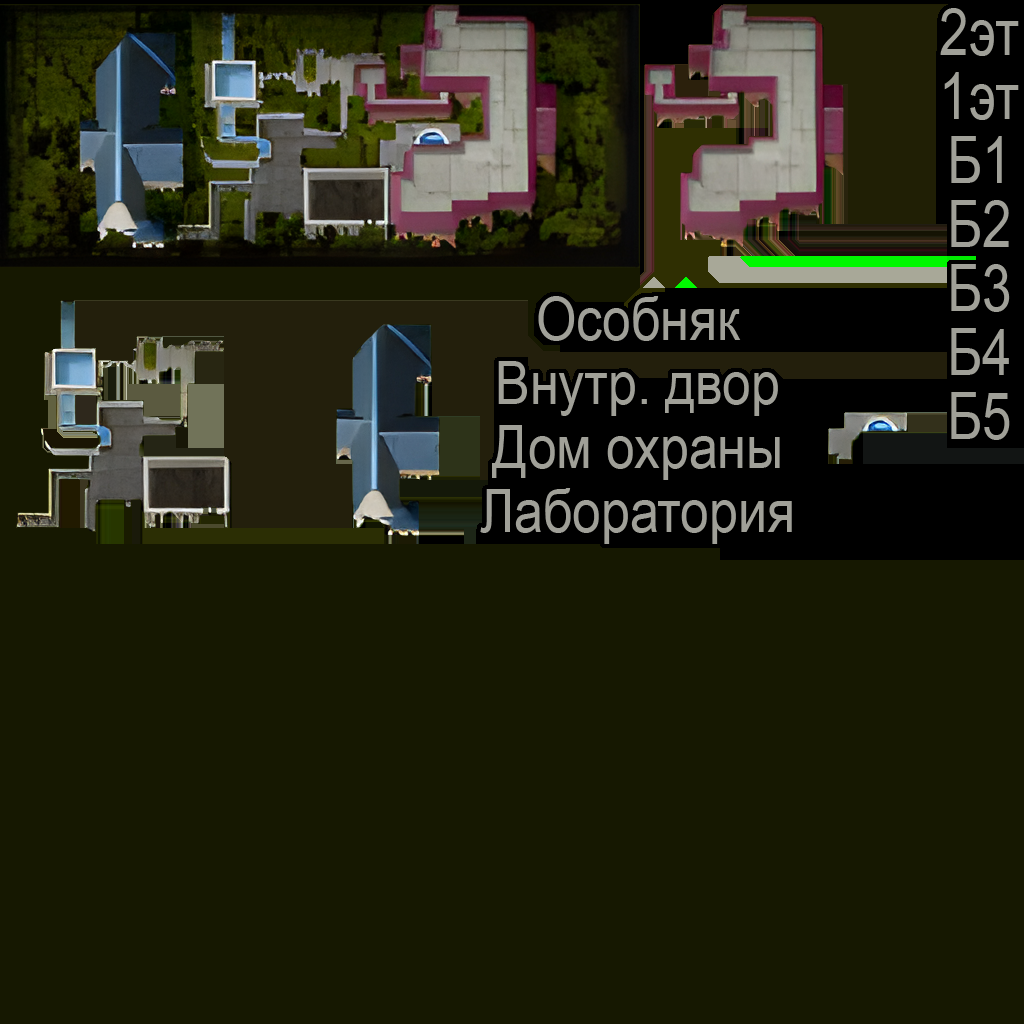 2эт
1эт
Б1
Б2
Б3
Б4
Б5
Особняк
Внутр. двор
Дом охраны
Лаборатория